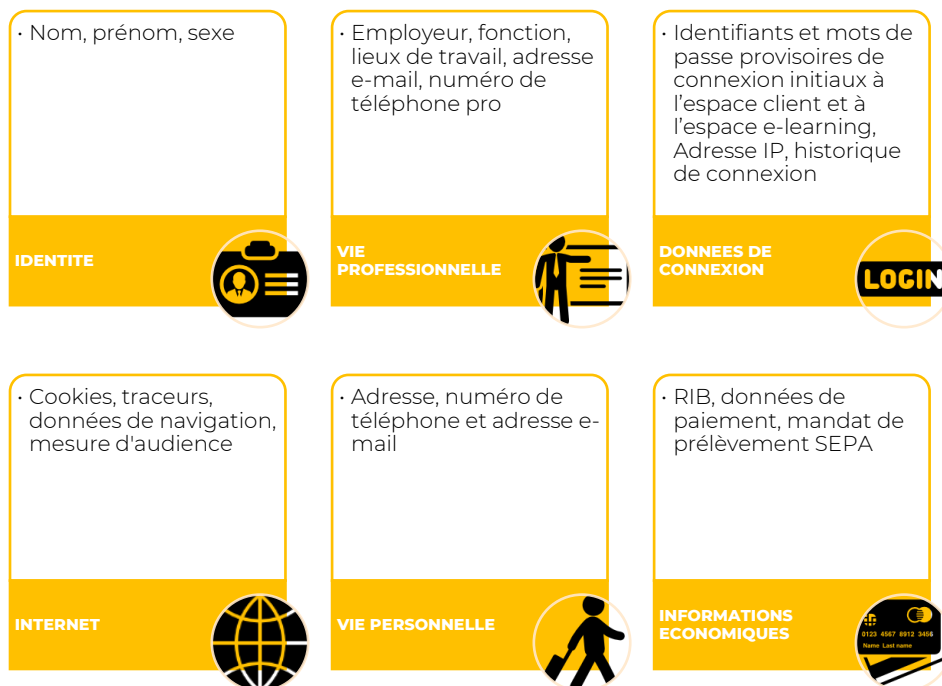 · Nom, prénom, sexe
IDENTITE
· Employeur, fonction,
lieux de travail, adresse
e-mail, numéro de
téléphone pro
VIE
PROFESSIONNELLE
· Identifiants et mots de
passe provisoires de
connexion initiaux à
l'espace client et à
l'espace e-learning,
Adresse IP, historique
de connexion
DONNEES DE
CONNEXION
LOGIN
· Cookies, traceurs,
données de navigation,
mesure d'audience
INTERNET
· Adresse, numéro de
téléphone et adresse e-
mail
VIE PERSONNELLE
· RIB, données de
paiement, mandat de
prélèvement SEPA
INFORMATIONS
ECONOMIQUES
0123 4567 8912 3456
Name Last name